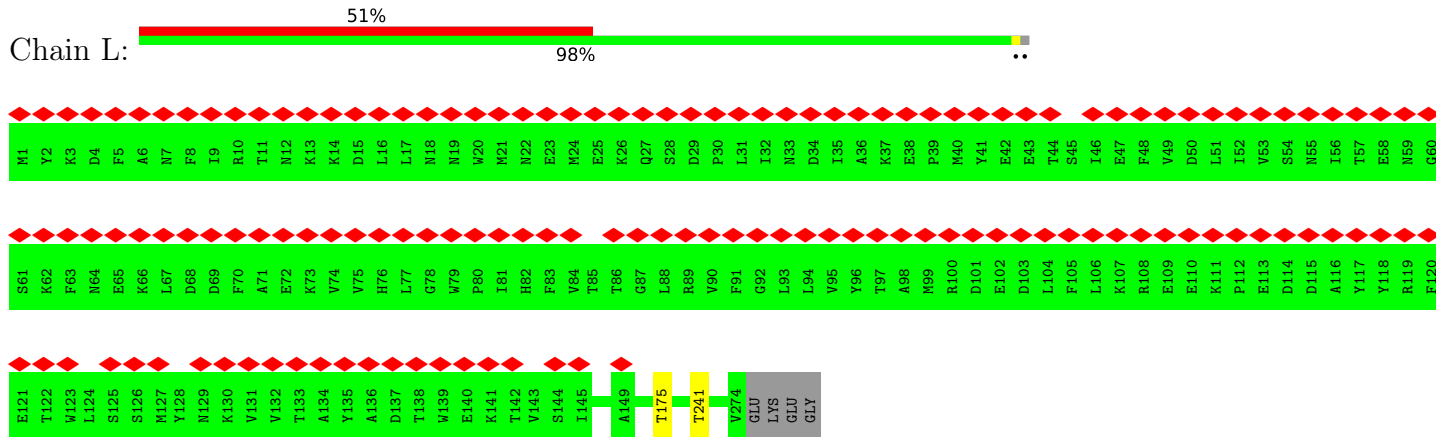 51%
Chain L:
98%
••
M1 Y2 K3 D4 F5 A6 N7 F8 I9 R10 T11 N12 K13 K14 D15 L16 L17 N18 N19 W20 M21 N22 E23 M24 E25 K26 Q27 S28 D29 P30 L31 I32 N33 D34 I35 A36 K37 E38 P39 M40 Y41 E42 E43 T44 S45 I46 E47 F48 V49 D50 L51 I52 V53 S54 N55 I56 T57 E58 N59 G60
S61 K62 F63 N64 E65 K66 L67 D68 D69 F70 A71 E72 K73 V74 V75 H76 L77 G78 W79 P80 I81 H82 F83 V84 T85 T86 G87 L88 R89 V90 F91 G92 L93 L94 V95 Y96 T97 A98 M99 R100 D101 E102 D103 L104 F105 L106 K107 R108 E109 E110 K111 P112 E113 D114 D115 A116 Y117 Y118 R119 F120
E121 T122 W123 L124 S125 S126 M127 Y128 N129 K130 V131 V132 T133 A134 Y135 A136 D137 T138 W139 E140 K141 T142 V143 S144 I145 A149 T175 T241 V274 GLU LYS GLU GLY